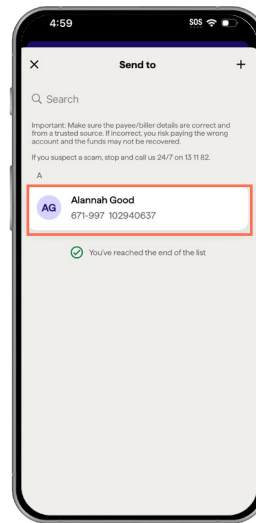 4:59 SOS
Send to
Search
Important: Make sure the payee/biller details are correct and
from a trusted source. If incorrect, you risk paying the wrong
account and the funds may not be recovered.
If you suspect a scam, stop and call us 24/7 on 13 11 82.
A
AG
Alannah Good
671-997 102940637
You've reached the end of the list